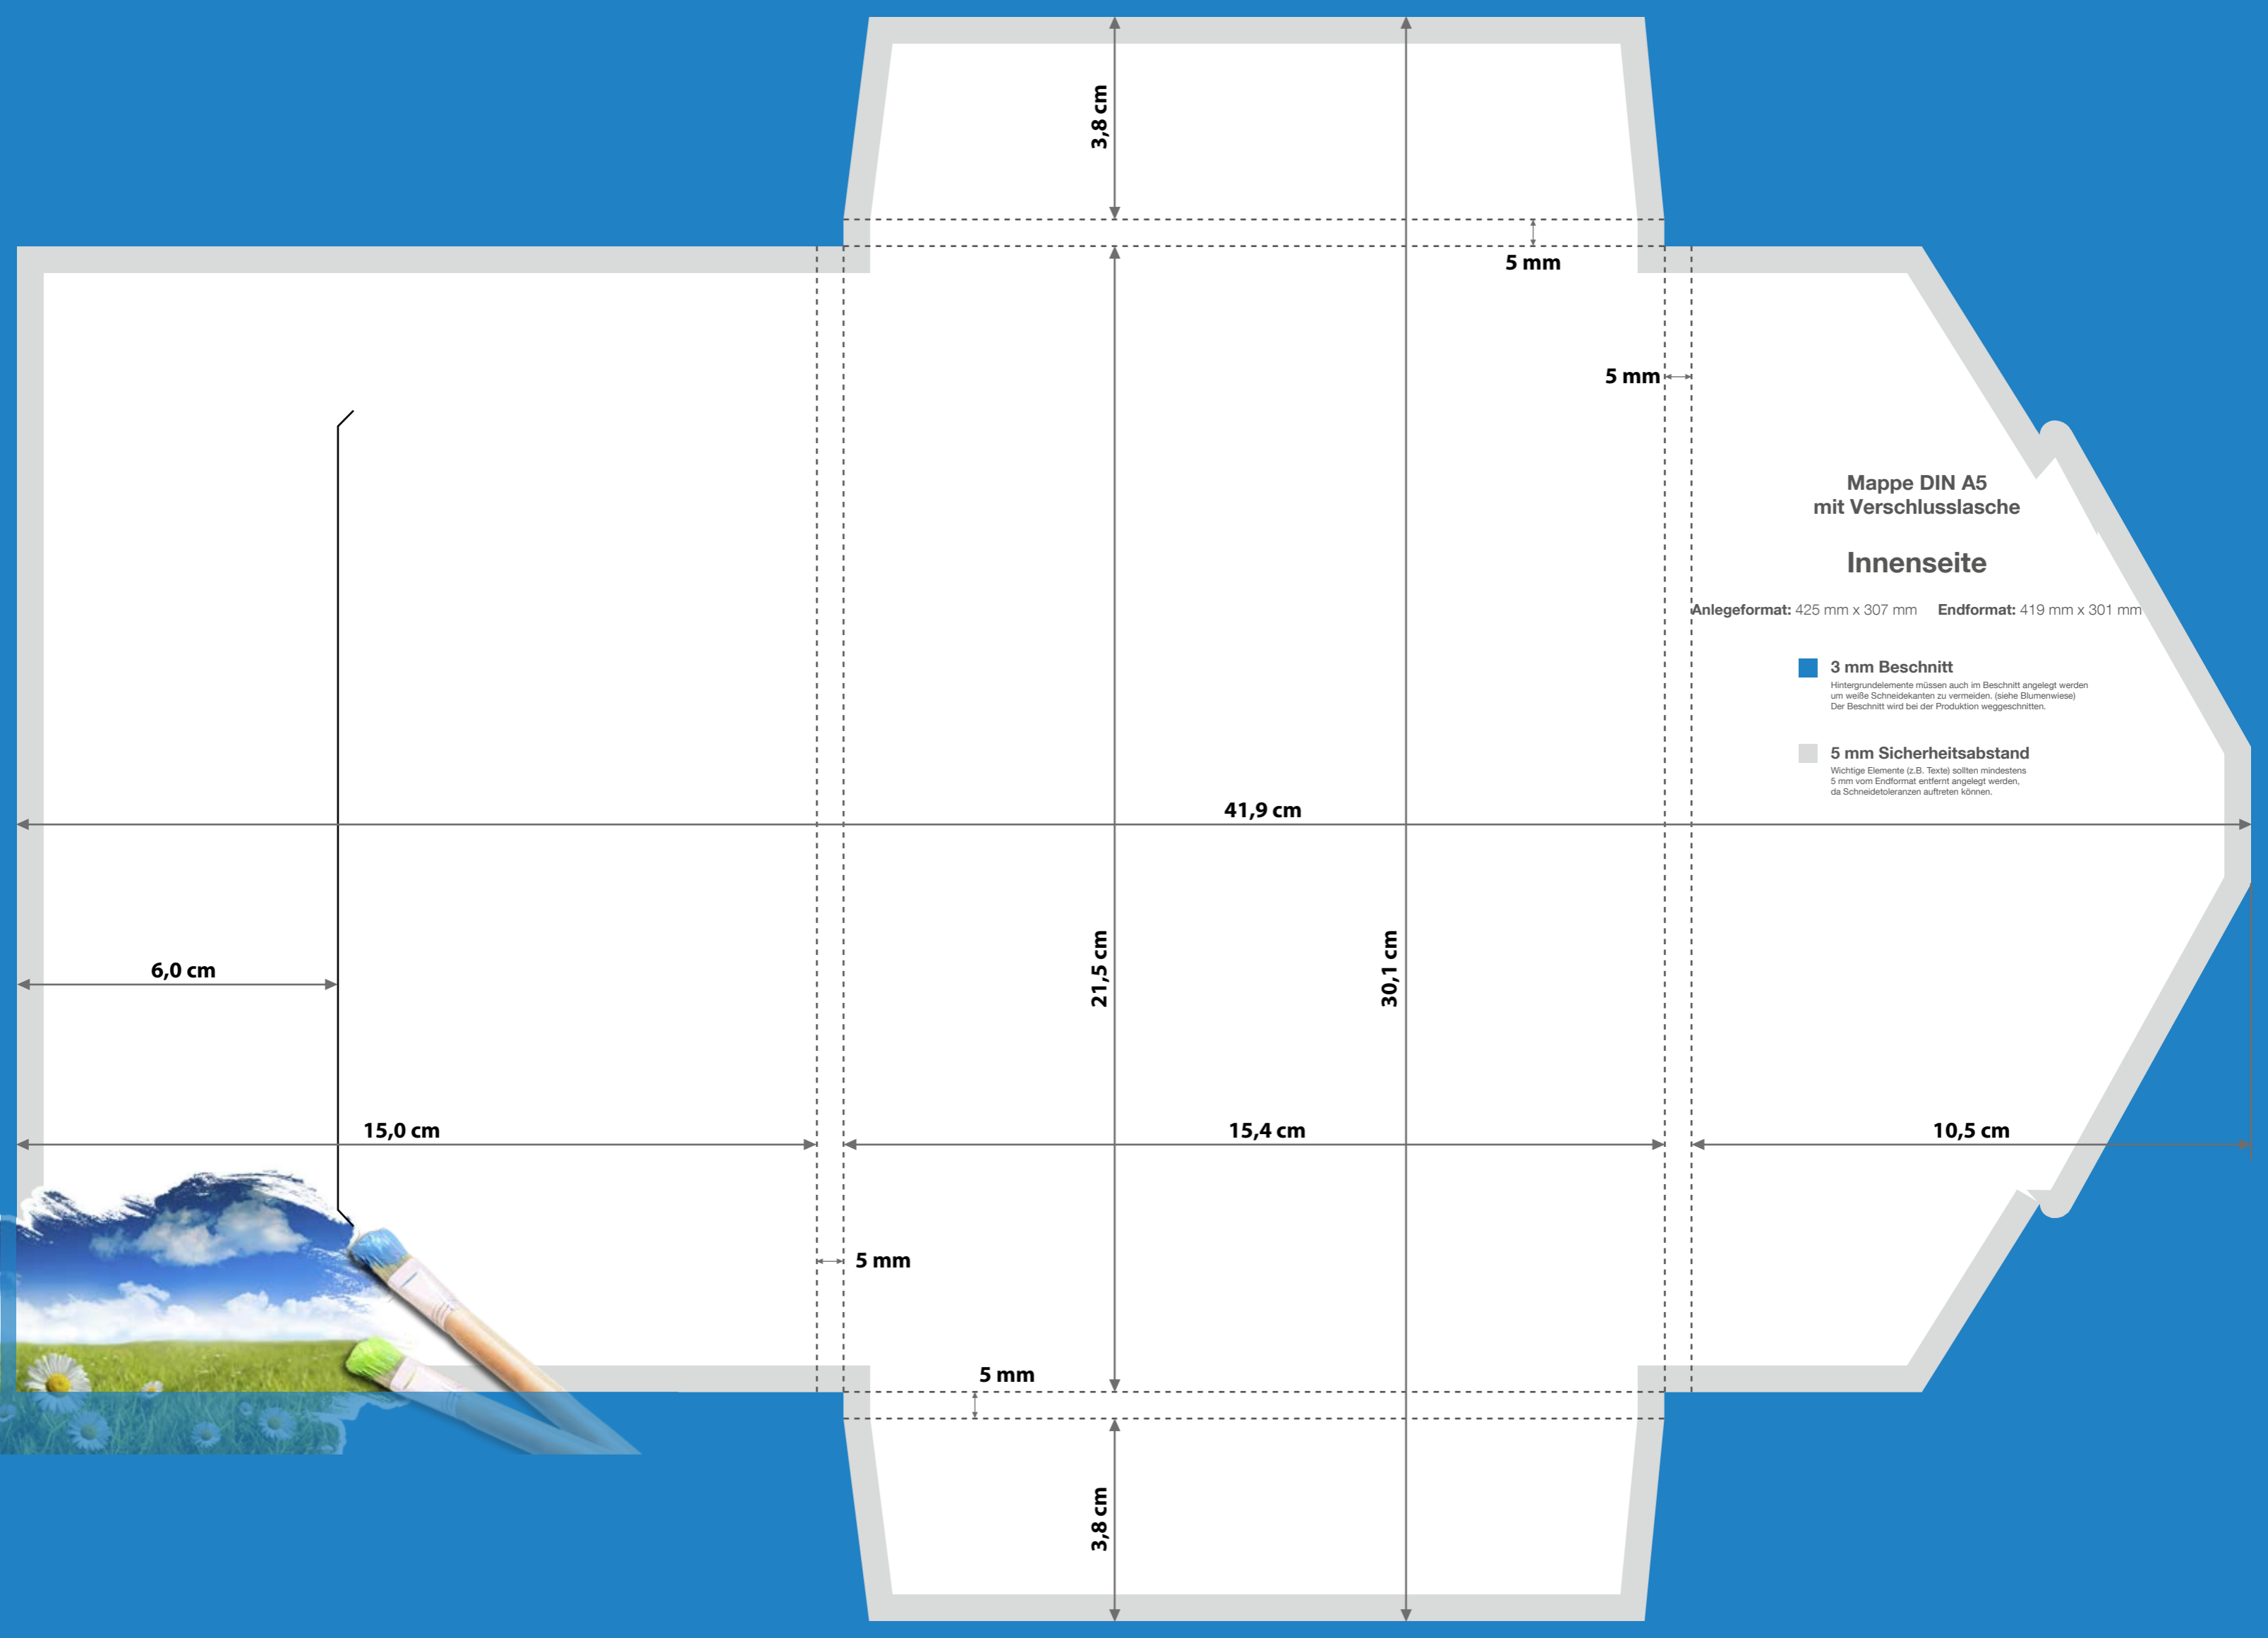 3,8 cm
5 mm
5 mm
Mappe DIN A5
mit Verschlusslasche
Innenseite
Anlegeformat: 425 mm x 307 mm Endformat: 419 mm x 301 mm
3 mm Beschnitt
Hintergrundelemente müssen auch im Beschnitt angelegt werden
um weiße Schneidekanten zu vermeiden. (siehe Blumenwiese)
Der Beschnitt wird bei der Produktion weggeschnitten.
5 mm Sicherheitsabstand
Wichtige Elemente (z.B. Texte) sollten mindestens
5 mm vom Endformat entfernt angelegt werden,
da Schneidetoleranzen auftreten können.
41,9 cm
6,0 cm
21,5 cm
30,1 cm
15,0 cm
15,4 cm
10,5 cm
5 mm
5 mm
3,8 cm